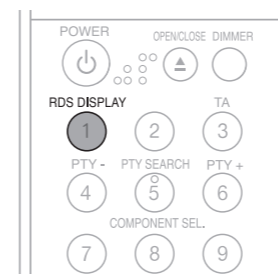 POWER OPEN/CLOSE DIMMER
RDS DISPLAY TA
1 2 3
PTY - PTY SEARCH PTY +
4 5 6
COMPONENT SEL.
7 8 9